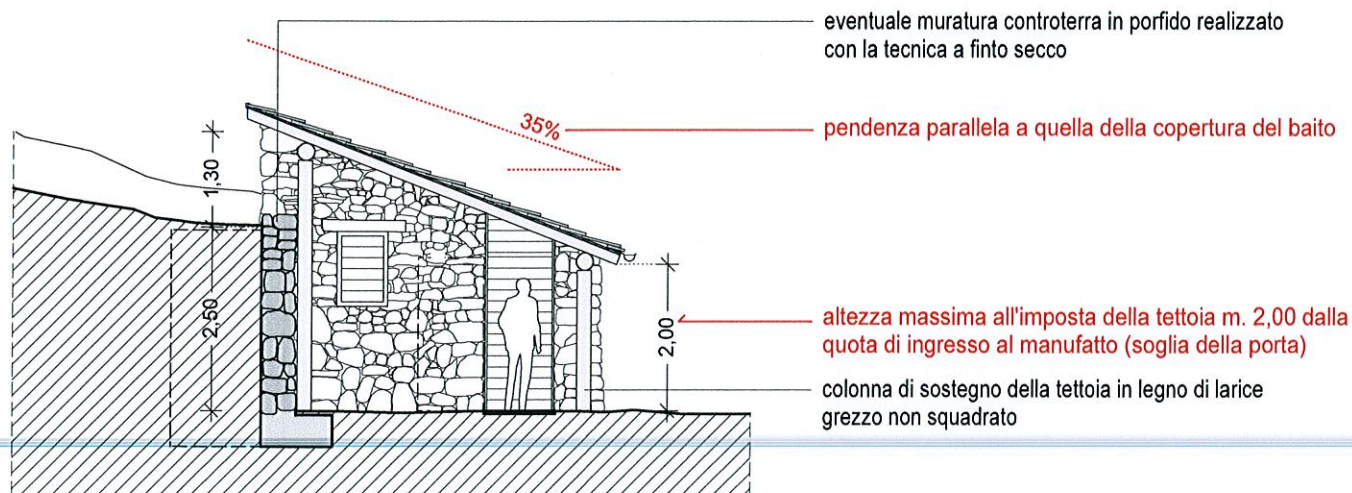 eventuale muratura controterra in porfido realizzato
con la tecnica a finto secco
35%
pendenza parallela a quella della copertura del baito
1,30
2,50
2,00
altezza massima all'imposta della tettoia m. 2,00 dalla
quota di ingresso al manufatto (soglia della porta)
colonna di sostegno della tettoia in legno di larice
grezzo non squadrato